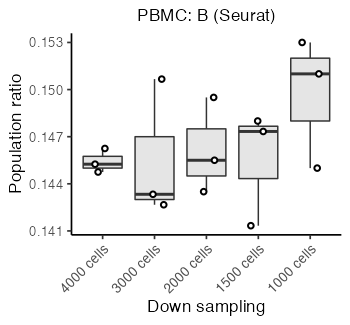 PBMC: B (Seurat)
Population ratio
0.153
0.150
0.147
0.144
0.141
4000 cells
3000 cells
2000 cells
1500 cells
1000 cells
Down sampling